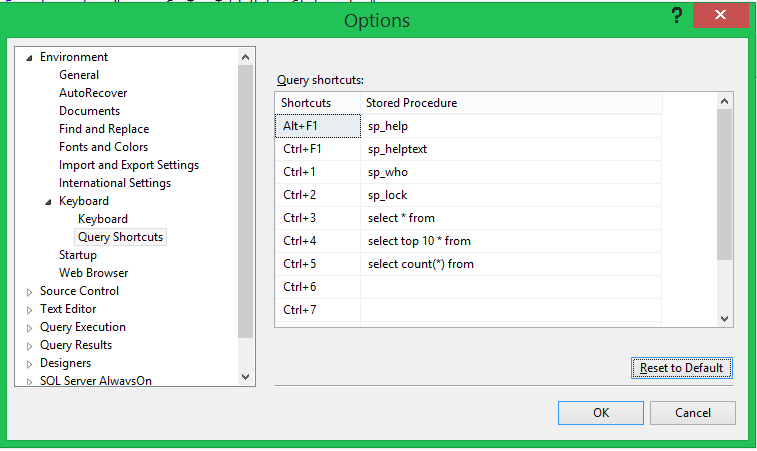 Options
?
Environment
General
AutoRecover
Documents
Find and Replace
Fonts and Colors
Import and Export Settings
International Settings
Keyboard
Keyboard
Query Shortcuts
Startup
Web Browser
Source Control
Text Editor
Query Execution
Query Results
Designers
SQL Server AlwaysOn
Query shortcuts:
Shortcuts Stored Procedure
Alt+F1 sp_help
Ctrl+F1 sp_helptext
Ctrl+1 sp_who
Ctrl+2 sp_lock
Ctrl+3 select * from
Ctrl+4 select top 10 * from
Ctrl+5 select count(*) from
Ctrl+6
Ctrl+7
Reset to Default
OK Cancel